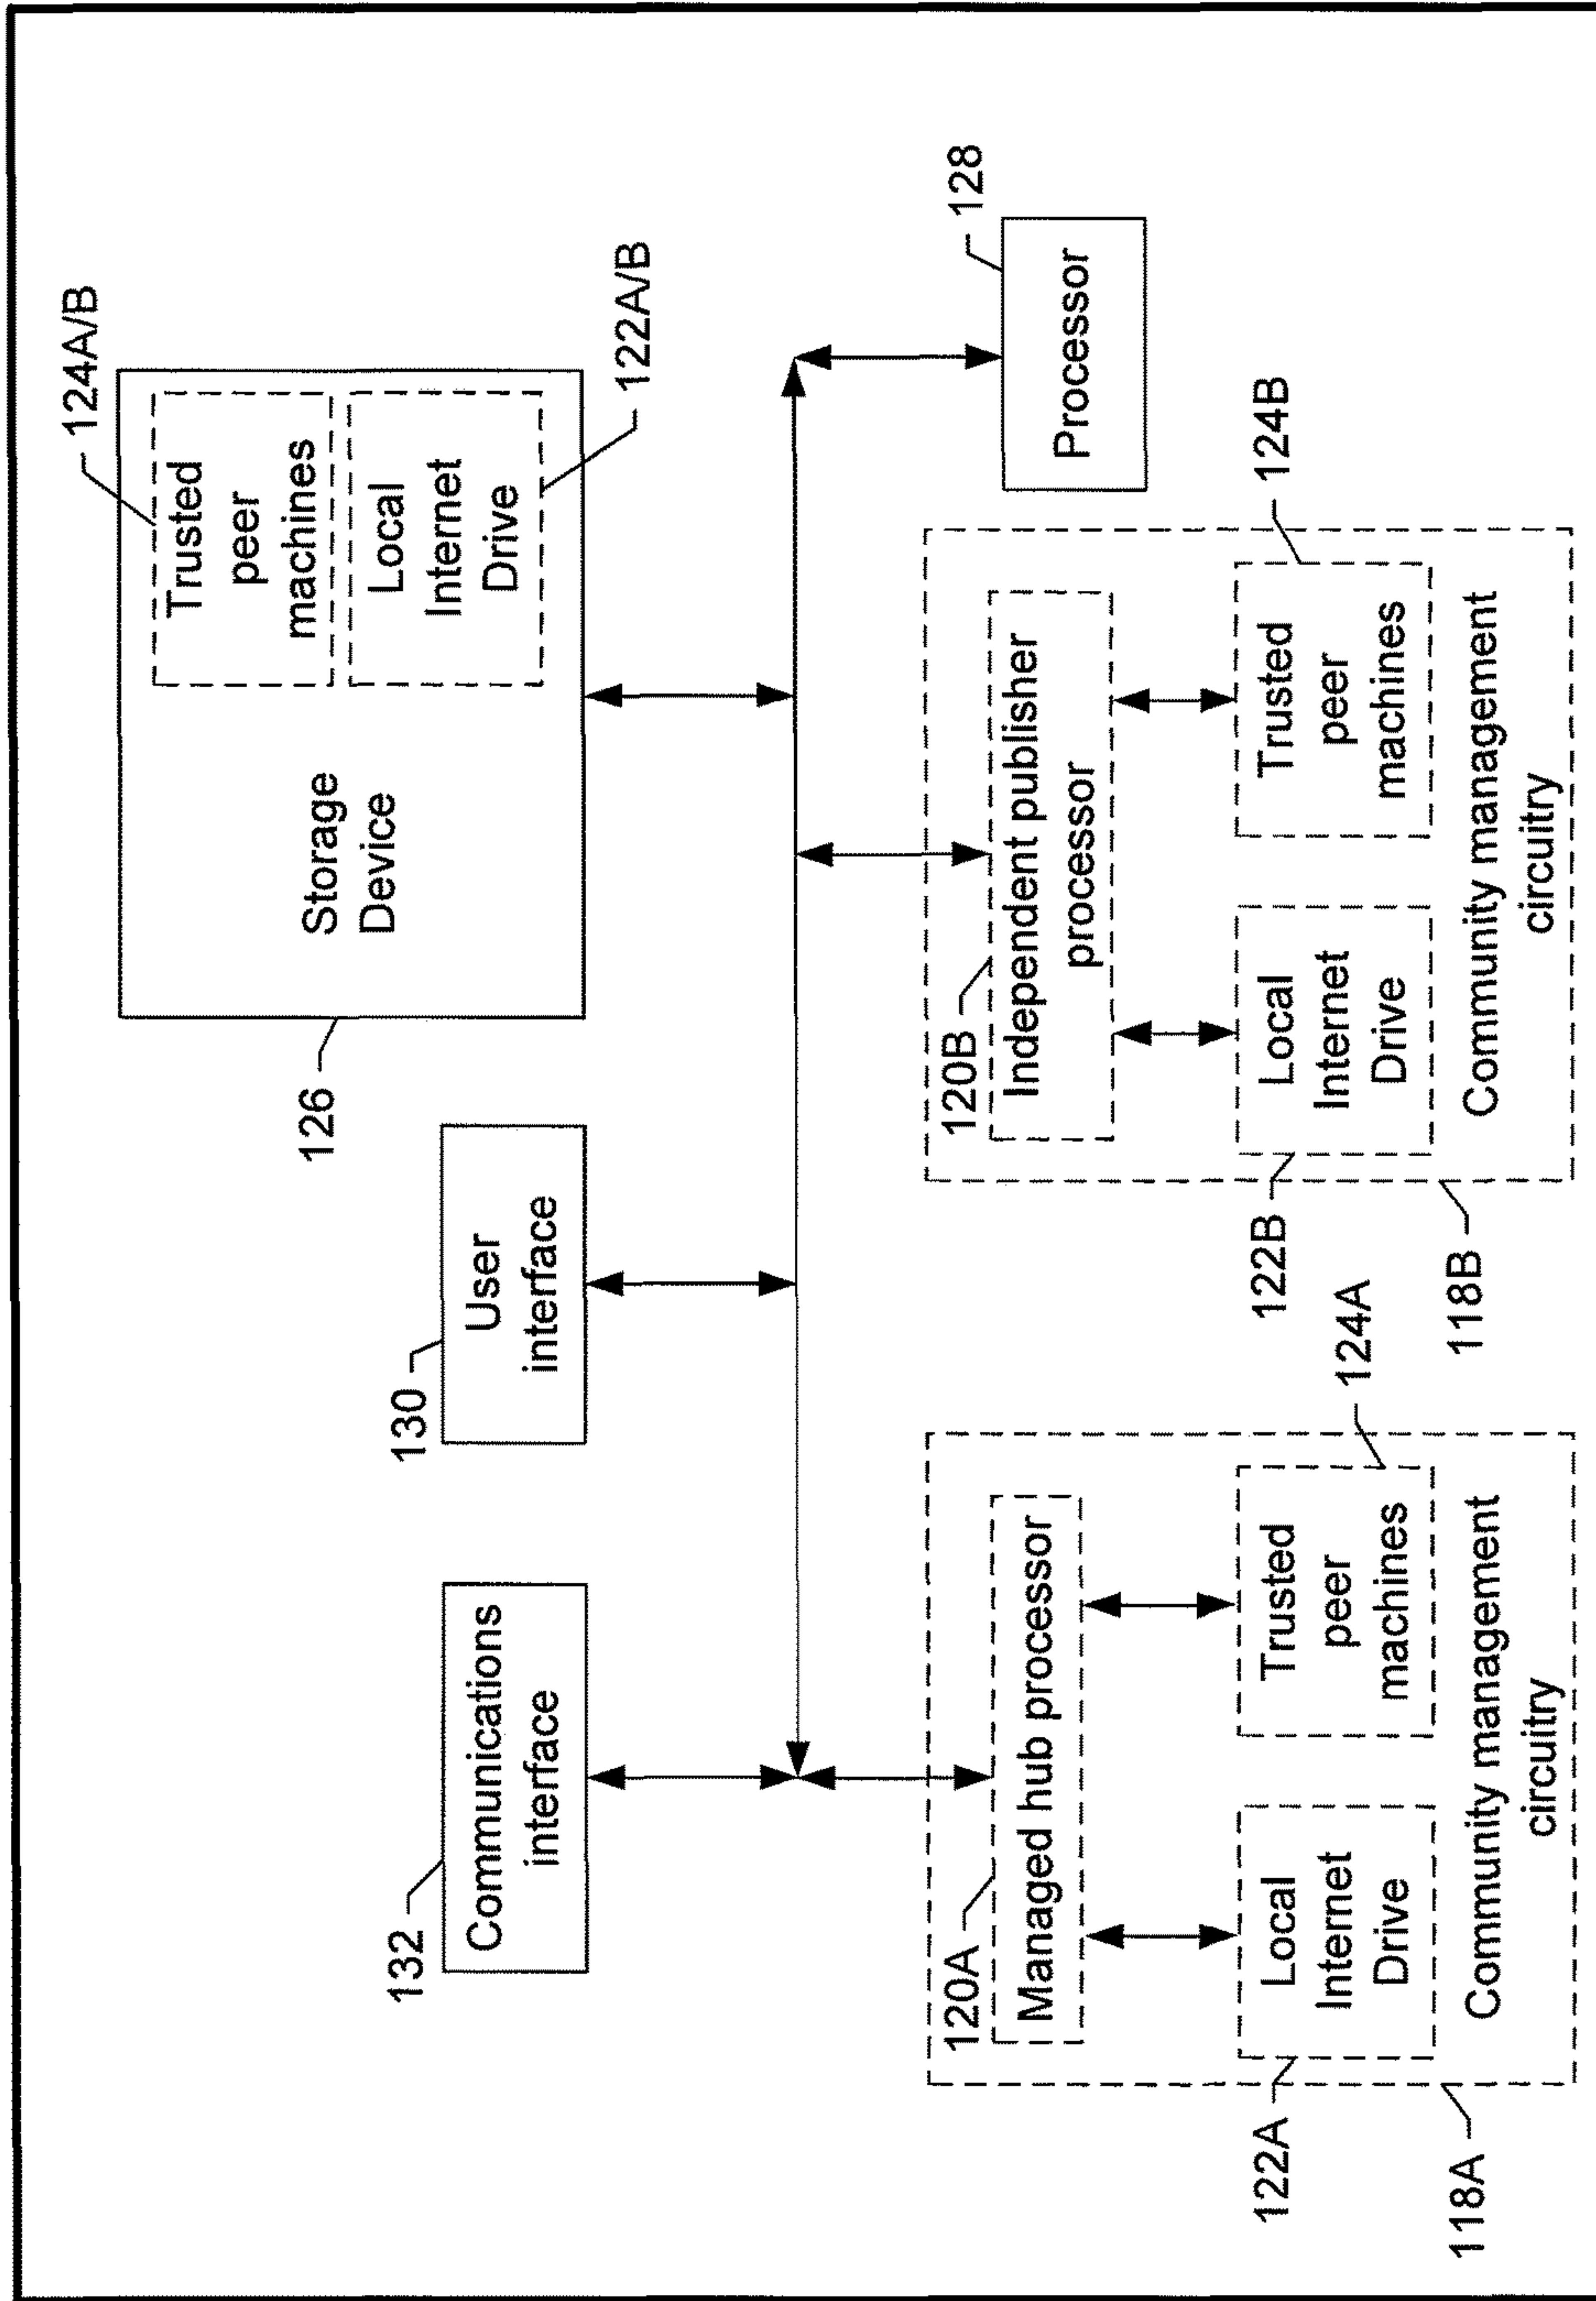 132
Communications
interface
130
User
interface
126
Storage
Device
124A/B
Trusted
peer
machines
Local
Internet
Drive
122A/B
120A
Managed hub processor
122A
Local
Internet
Drive
124A
Trusted
peer
machines
Community management
circuitry
118A
120B
Independent publisher
processor
122B
Local
Internet
Drive
124B
Trusted
peer
machines
Community management
circuitry
118B
128
Processor